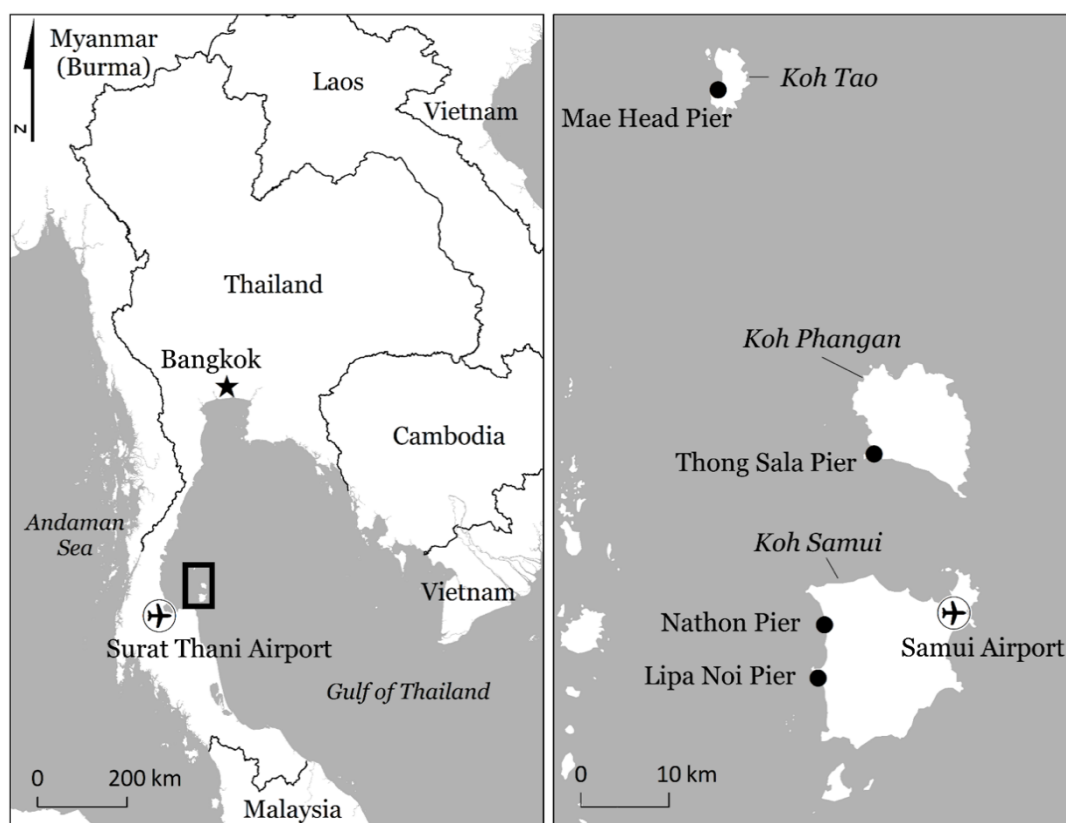 Myanmar
(Burma)
N
Laos
Vietnam
Thailand
Bangkok
Cambodia
Andaman
Sea
Vietnam
Surat Thani Airport
Gulf of Thailand
0 200 km
Malaysia
Koh Tao
Mae Head Pier
Koh Phangan
Thong Sala Pier
Koh Samui
Nathon Pier
Samui Airport
Lipa Noi Pier
0 10 km